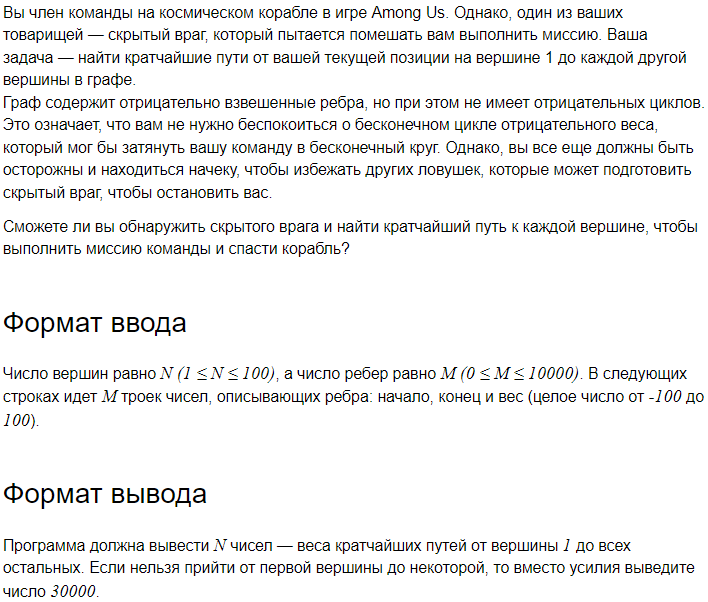 Вы член команды на космическом корабле в игре Among Us. Однако, один из ваших
товарищей — скрытый враг, который пытается помешать вам выполнить миссию. Ваша
задача — найти кратчайшие пути от вашей текущей позиции на вершине 1 до каждой другой
вершины в графе.
Граф содержит отрицательно взвешенные ребра, но при этом не имеет отрицательных циклов.
Это означает, что вам не нужно беспокоиться о бесконечном цикле отрицательного веса,
который мог бы затянуть вашу команду в бесконечный круг. Однако, вы все еще должны быть
осторожны и находиться начеку, чтобы избежать других ловушек, которые может подготовить
скрытый враг, чтобы остановить вас.
Сможете ли вы обнаружить скрытого врага и найти кратчайший путь к каждой вершине, чтобы
выполнить миссию команды и спасти корабль?
Формат ввода
Число вершин равно N (1 ≤ N ≤ 100), а число ребер равно M (0 ≤ M ≤ 10000). В следующих
строках идет M троек чисел, описывающих ребра: начало, конец и вес (целое число от -100 до
100).
Формат вывода
Программа должна вывести N чисел — веса кратчайших путей от вершины 1 до всех
остальных. Если нельзя прийти от первой вершины до некоторой, то вместо усилия выведите
число 30000.